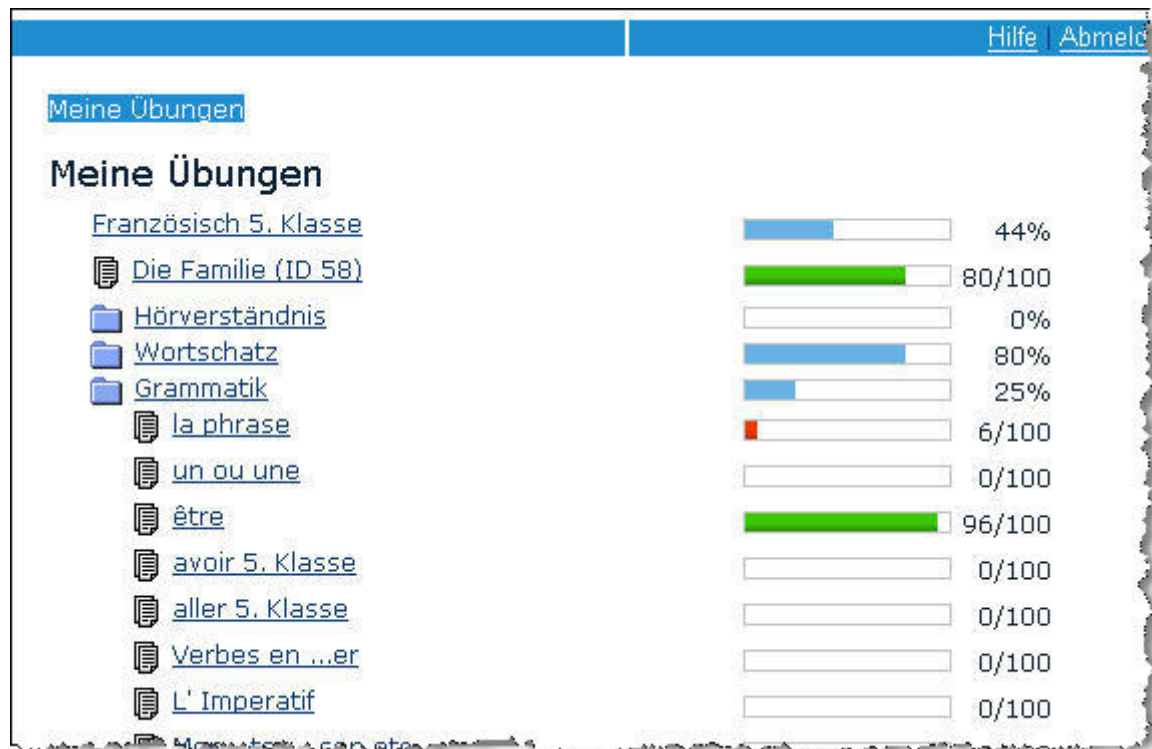 Hilfe | Abmeld
Meine Übungen
Meine Übungen
Französisch 5. Klasse 44%
Die Familie (ID 58) 80/100
Hörverständnis 0%
Wortschatz 80%
Grammatik 25%
la phrase 6/100
un ou une 0/100
être 96/100
avoir 5. Klasse 0/100
aller 5. Klasse 0/100
Verbes en ...er 0/100
L' Imperatif 0/100